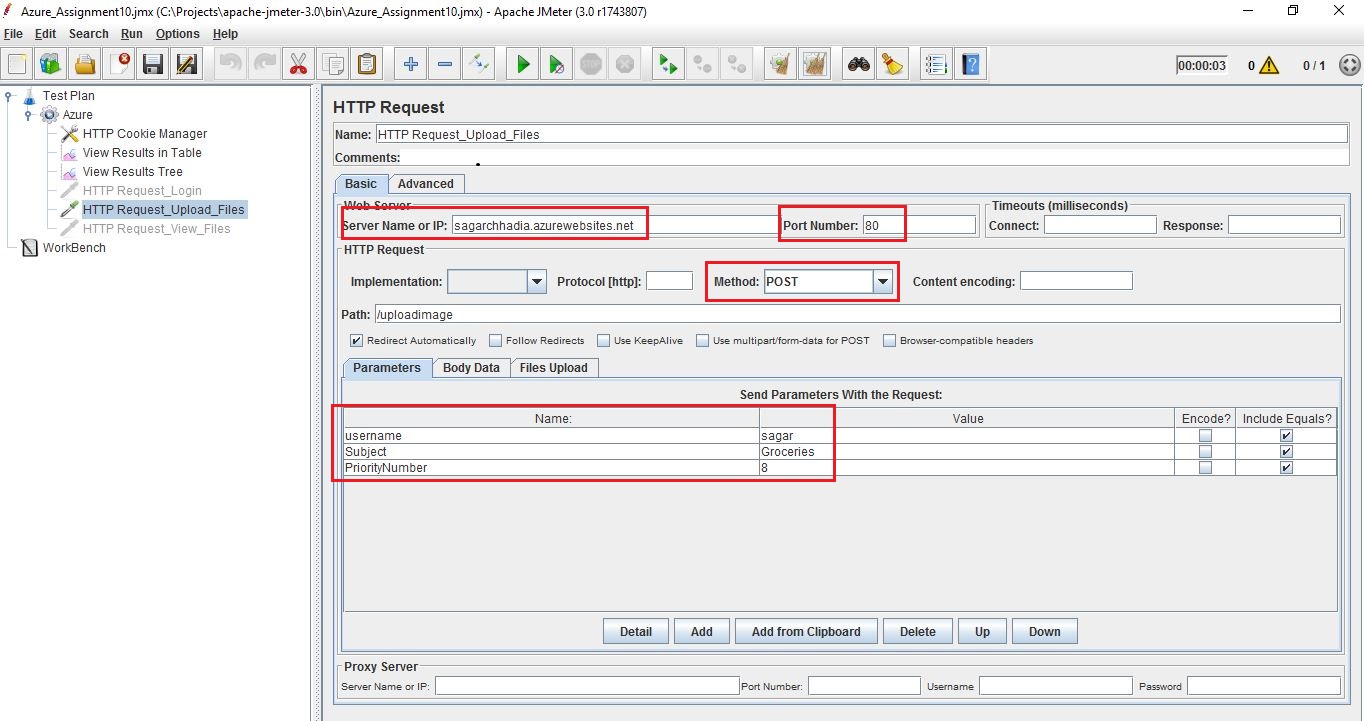 Azure_Assignment10.jmx (C:\Projects\apache-jmeter-3.0\bin\Azure_Assignment10.jmx) - Apache JMeter (3.0 r1743807)
File Edit Search Run Options Help
00:00:03 0 0 / 1
Test Plan
Azure
HTTP Cookie Manager
View Results in Table
View Results Tree
HTTP Request_Login
HTTP Request_Upload_Files
HTTP Request_View_Files
WorkBench
HTTP Request
Name: HTTP Request_Upload_Files
Comments:
Basic Advanced
Web Server Timeouts (milliseconds)
Server Name or IP: sagarchhadia.azurewebsites.net Port Number: 80 Connect: Response:
HTTP Request
Implementation: Protocol [http]: Method: POST Content encoding:
Path: /uploadimage
Redirect Automatically Follow Redirects Use KeepAlive Use multipart/form-data for POST Browser-compatible headers
Parameters Body Data Files Upload
Send Parameters With the Request:
Name: Value Encode? Include Equals?
username sagar
Subject Groceries
PriorityNumber 8
Detail Add Add from Clipboard Delete Up Down
Proxy Server
Server Name or IP: Port Number: Username Password